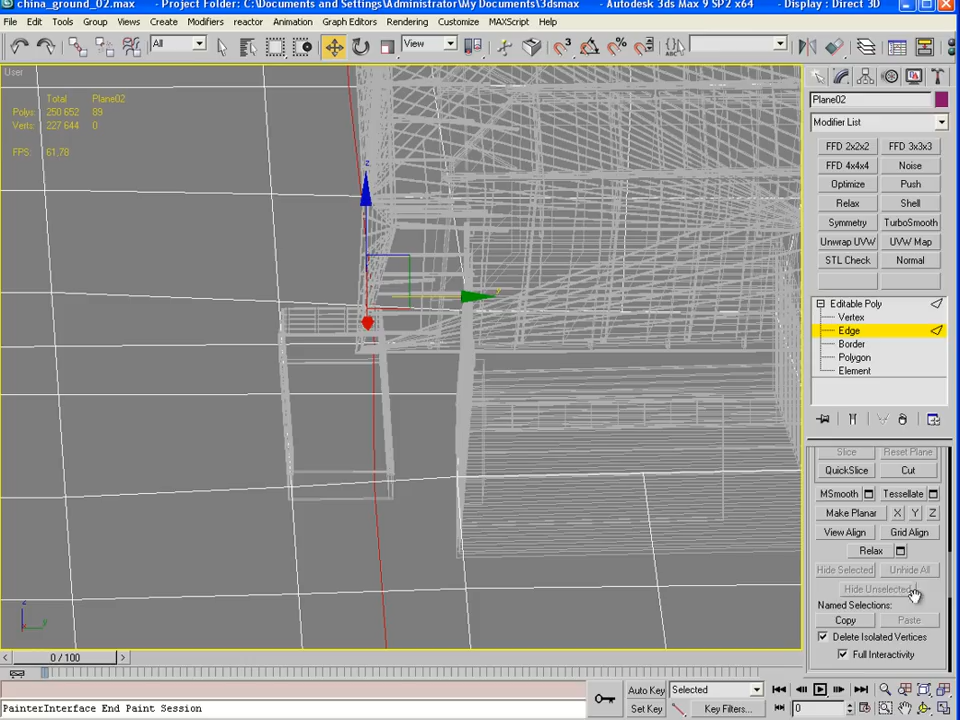 china_ground_02.max - Project Folder: C:\Documents and Settings\Administrator\My Documents\3dsmax - Autodesk 3ds Max 9 SP2 x64 - Display : Direct 3D
File Edit Tools Group Views Create Modifiers reactor Animation Graph Editors Rendering Customize MAXScript Help
All View
User
Total Plane02
Polys: 250 652 89
Verts: 227 644 0
FPS: 61,78
z
z
y
Plane02
Modifier List
FFD 2x2x2 FFD 3x3x3
FFD 4x4x4 Noise
Optimize Push
Relax Shell
Symmetry TurboSmooth
Unwrap UVW UVW Map
STL Check Normal
Editable Poly
Vertex
Edge
Border
Polygon
Element
Slice Reset Plane
QuickSlice Cut
MSmooth Tessellate
Make Planar X Y Z
View Align Grid Align
Relax
Hide Selected Unhide All
Hide Unselected
Named Selections:
Copy Paste
Delete Isolated Vertices
Full Interactivity
0 / 100
Auto Key Selected
PainterInterface End Paint Session
Set Key Key Filters... 0